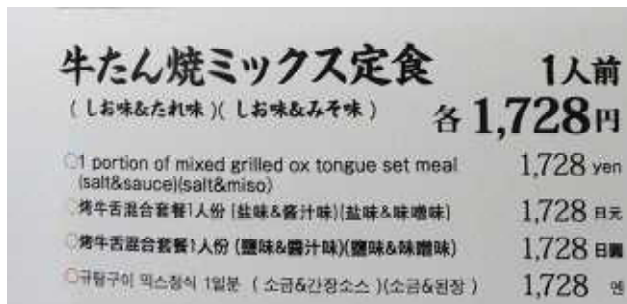 牛たん焼ミックス定食 1人前
(しお味&たれ味)(しお味&みそ味) 各1,728円
○1 portion of mixed grilled ox tongue set meal 1,728 yen
(salt&sauce)(salt&miso)
○烤牛舌混合套餐1人份 (盐味&酱汁味)(盐味&味噌味) 1,728 日元
○烤牛舌混合套餐1人份 (鹽味&醬汁味)(鹽味&味噌味) 1,728 日圓
○규탕구이 믹스정식 1일분 ( 소금&간장소스 )(소금&된장 ) 1,728 엔